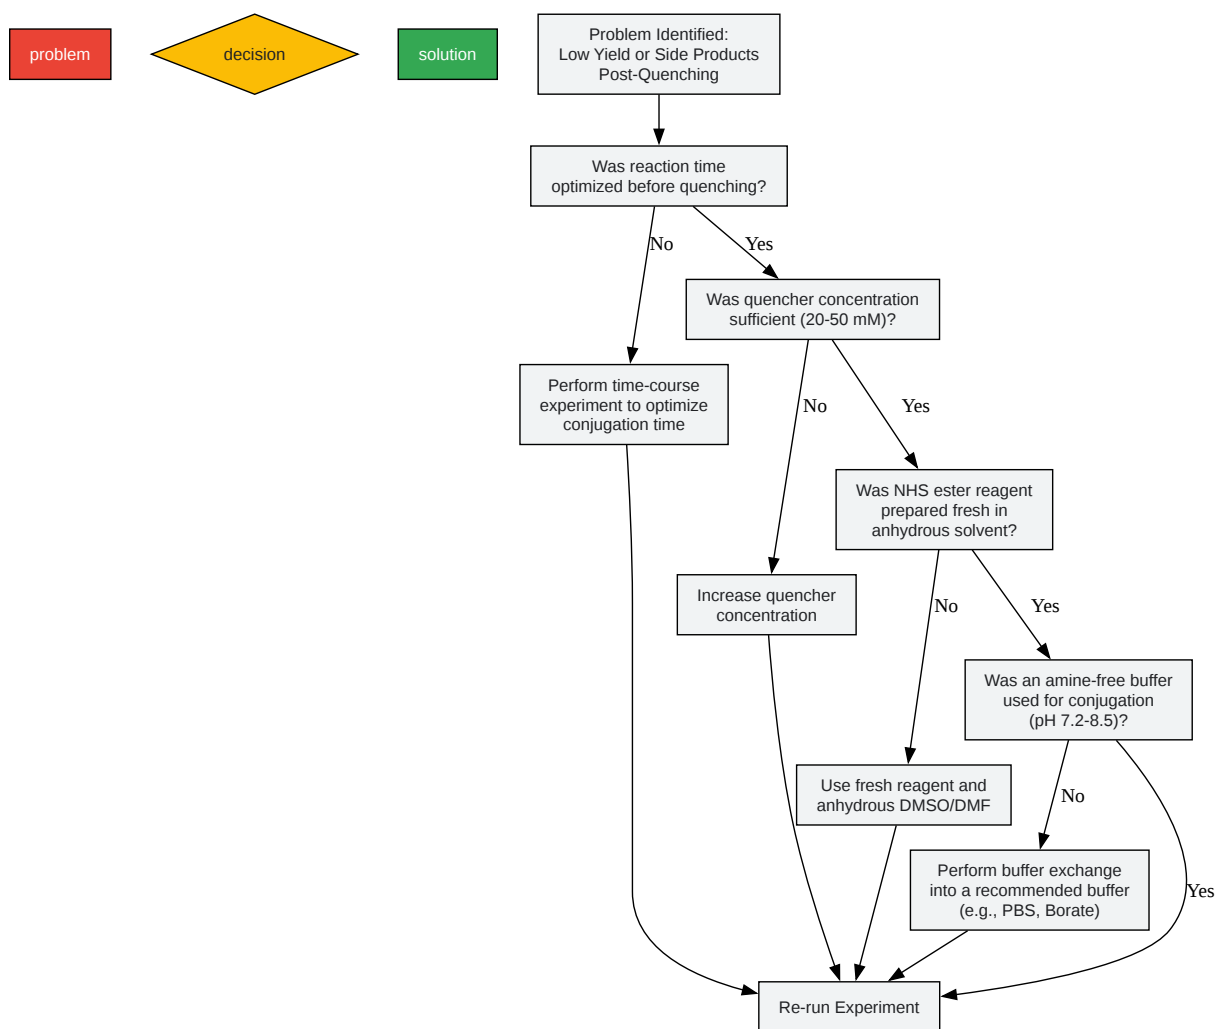 problem
decision
solution
Problem Identified:
Low Yield or Side Products
Post-Quenching
Was reaction time
optimized before quenching?
No
Yes
Was quencher concentration
sufficient (20-50 mM)?
Perform time-course
experiment to optimize
conjugation time
No
Yes
Was NHS ester reagent
prepared fresh in
anhydrous solvent?
Increase quencher
concentration
No
Yes
Was an amine-free buffer
used for conjugation
(pH 7.2-8.5)?
Use fresh reagent and
anhydrous DMSO/DMF
No
Perform buffer exchange
into a recommended buffer
(e.g., PBS, Borate)
Yes
Re-run Experiment